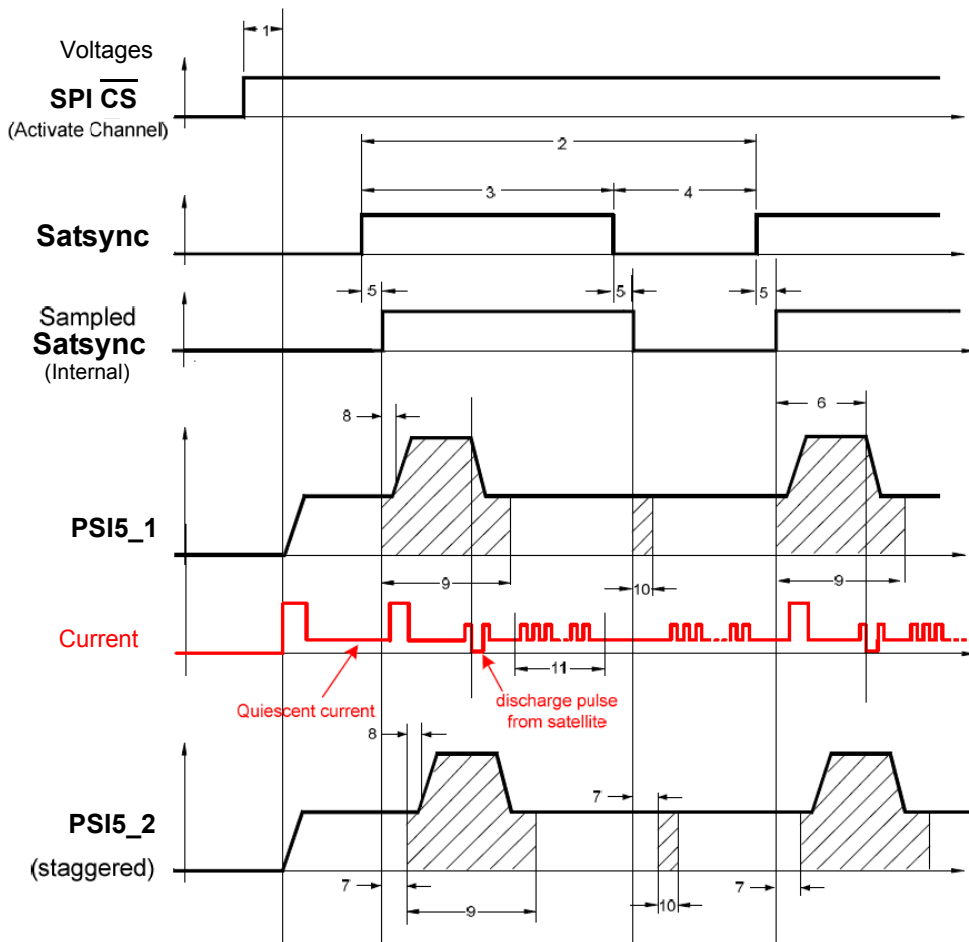 1
Voltages
SPI CS
(Activate Channel)
2
3
4
Satsync
5
5
5
Sampled
Satsync
(Internal)
6
8
PSI5_1
9
10
9
Current
11
Quiescent current
discharge pulse
from satellite
8
7
PSI5_2
(staggered)
7
7
9
10